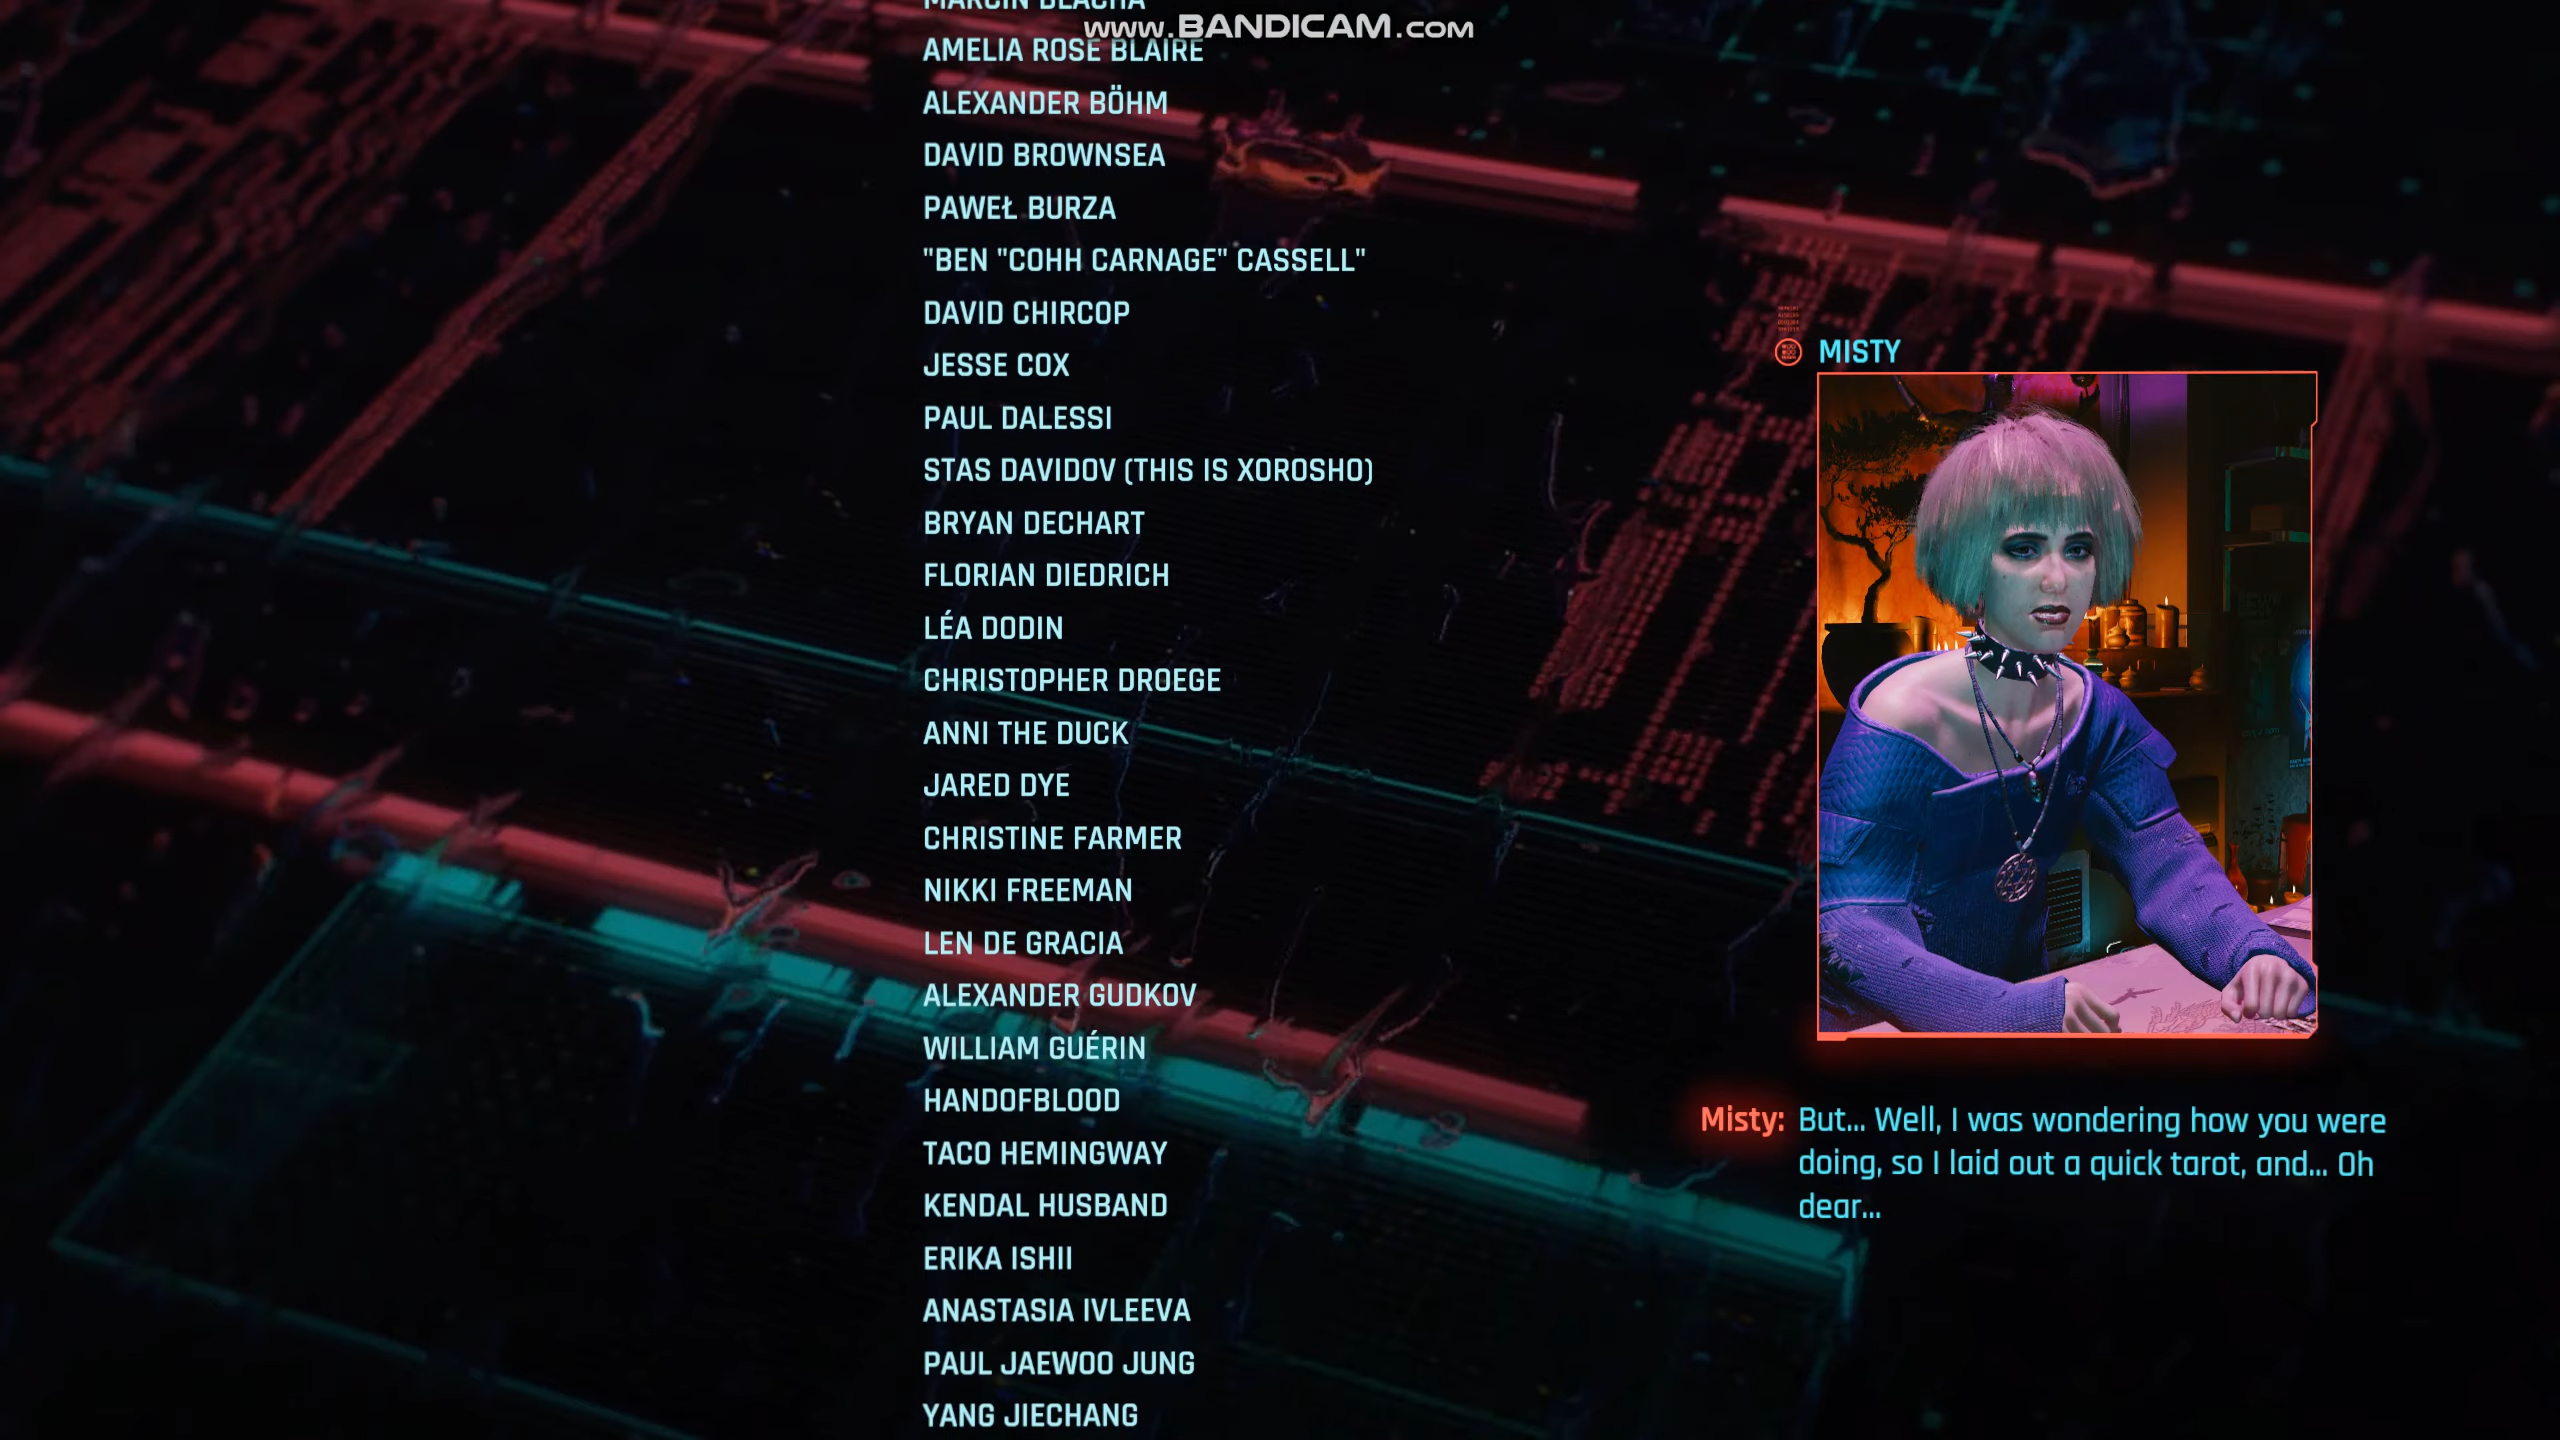 MARCIN BLACHA
www.BANDICAM.com
AMELIA ROSE BLAIRE
ALEXANDER BÖHM
DAVID BROWNSEA
PAWEŁ BURZA
"BEN "COHH CARNAGE" CASSELL"
DAVID CHIRCOP
JESSE COX
PAUL DALESSI
STAS DAVIDOV (THIS IS XOROSHO)
BRYAN DECHART
FLORIAN DIEDRICH
LÉA DODIN
CHRISTOPHER DROEGE
ANNI THE DUCK
JARED DYE
CHRISTINE FARMER
NIKKI FREEMAN
LEN DE GRACIA
ALEXANDER GUDKOV
WILLIAM GUÉRIN
HANDOFBLOOD
TACO HEMINGWAY
KENDAL HUSBAND
ERIKA ISHII
ANASTASIA IVLEEVA
PAUL JAEWOO JUNG
YANG JIECHANG
MISTY
Misty: But... Well, I was wondering how you were
doing, so I laid out a quick tarot, and... Oh
dear...